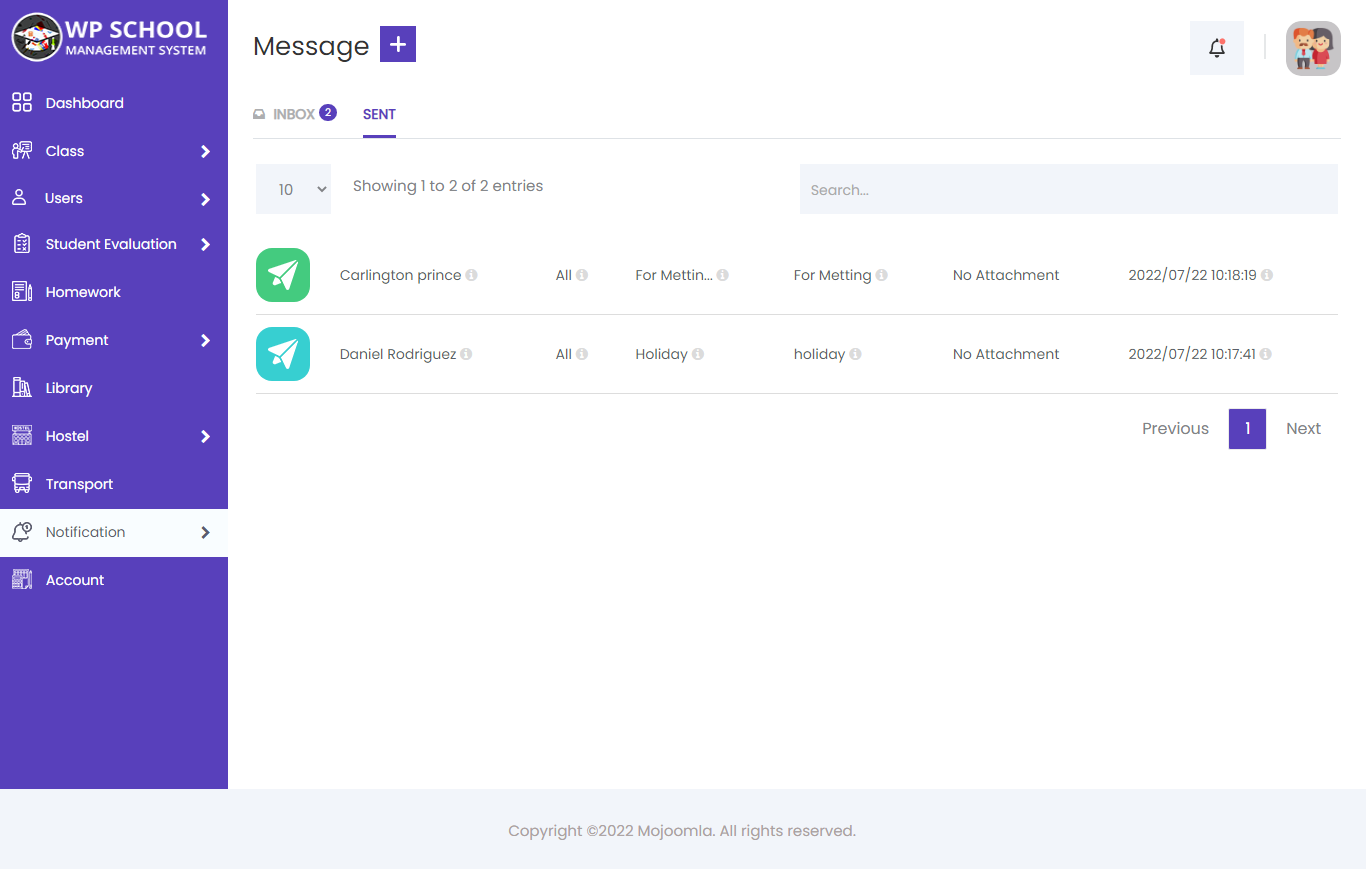 WP SCHOOL
MANAGEMENT SYSTEM
Dashboard
Class
Users
Student Evaluation
Homework
Payment
Library
Hostel
Transport
Notification
Account
Message +
INBOX 2 SENT
10 Showing 1 to 2 of 2 entries Search...
Carlington prince All For Mettin... For Metting No Attachment 2022/07/22 10:18:19
Daniel Rodriguez All Holiday holiday No Attachment 2022/07/22 10:17:41
Previous 1 Next
Copyright ©2022 Mojoomla. All rights reserved.